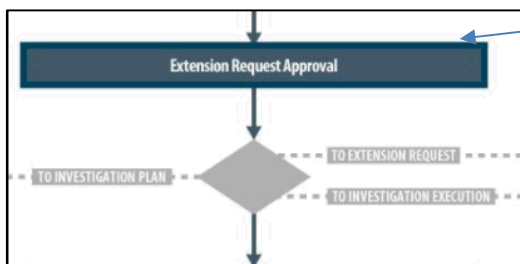 Extension Request Approval
TO EXTENSION REQUEST
TO INVESTIGATION PLAN
TO INVESTIGATION EXECUTION